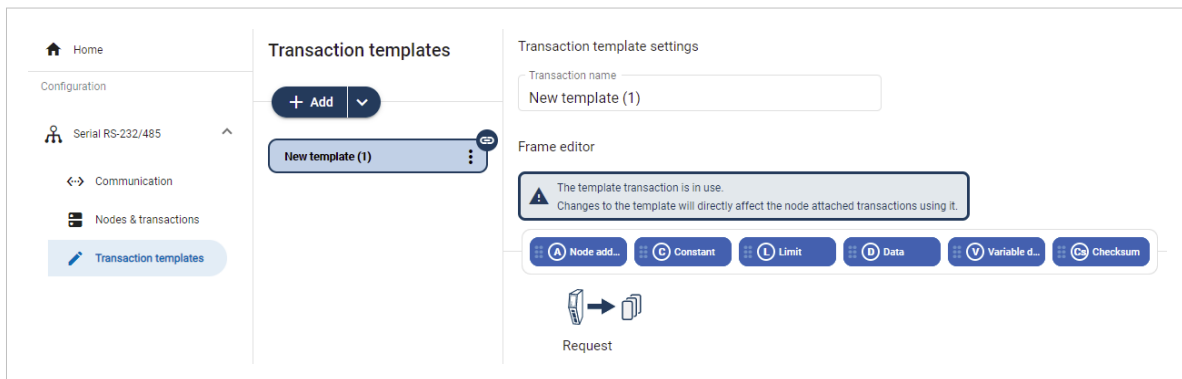 Home
Configuration
Serial RS-232/485
Communication
Nodes & transactions
Transaction templates
Transaction templates
+ Add
New template (1)
Transaction template settings
Transaction name
New template (1)
Frame editor
The template transaction is in use.
Changes to the template will directly affect the node attached transactions using it.
A Node add... C Constant L Limit D Data V Variable d... Cs Checksum
Request